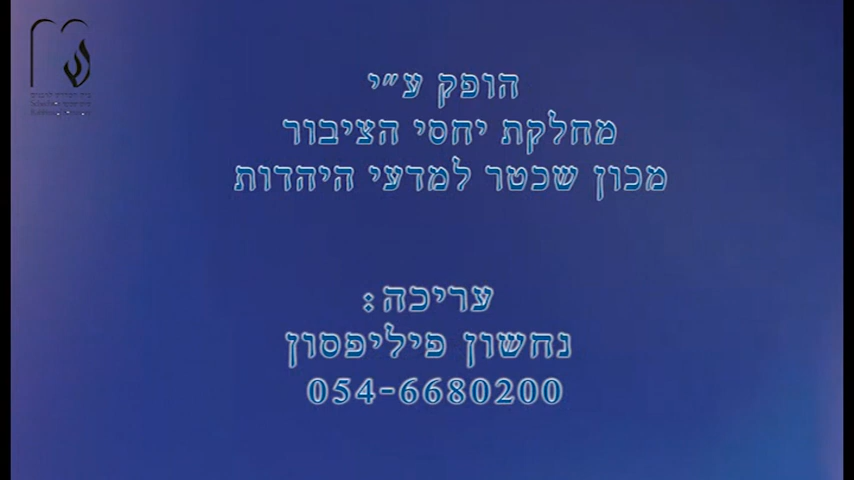 הופק ע״י
מחלקת יחסי הציבור
מכון שכטר למדעי היהדות
עריכה:
נחשון פיליפסון
054-6680200